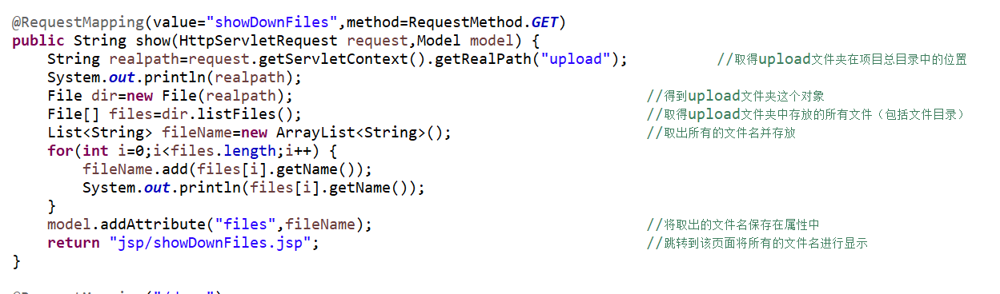 @RequestMapping(value="showDownFiles",method=RequestMethod.GET)
public String show(HttpServletRequest request,Model model) {
    String realpath=request.getServletContext().getRealPath("upload");          //取得upload文件夹在项目总目录中的位置
    System.out.println(realpath);
    File dir=new File(realpath);                                        //得到upload文件夹这个对象
    File[] files=dir.listFiles();                                       //取得upload文件夹中存放的所有文件（包括文件目录）
    List<String> fileName=new ArrayList<String>();                      //取出所有的文件名并存放
    for(int i=0;i<files.length;i++) {
        fileName.add(files[i].getName());
        System.out.println(files[i].getName());
    }
    model.addAttribute("files",fileName);                               //将取出的文件名保存在属性中
    return "jsp/showDownFiles.jsp";                                     //跳转到该页面将所有的文件名进行显示
}